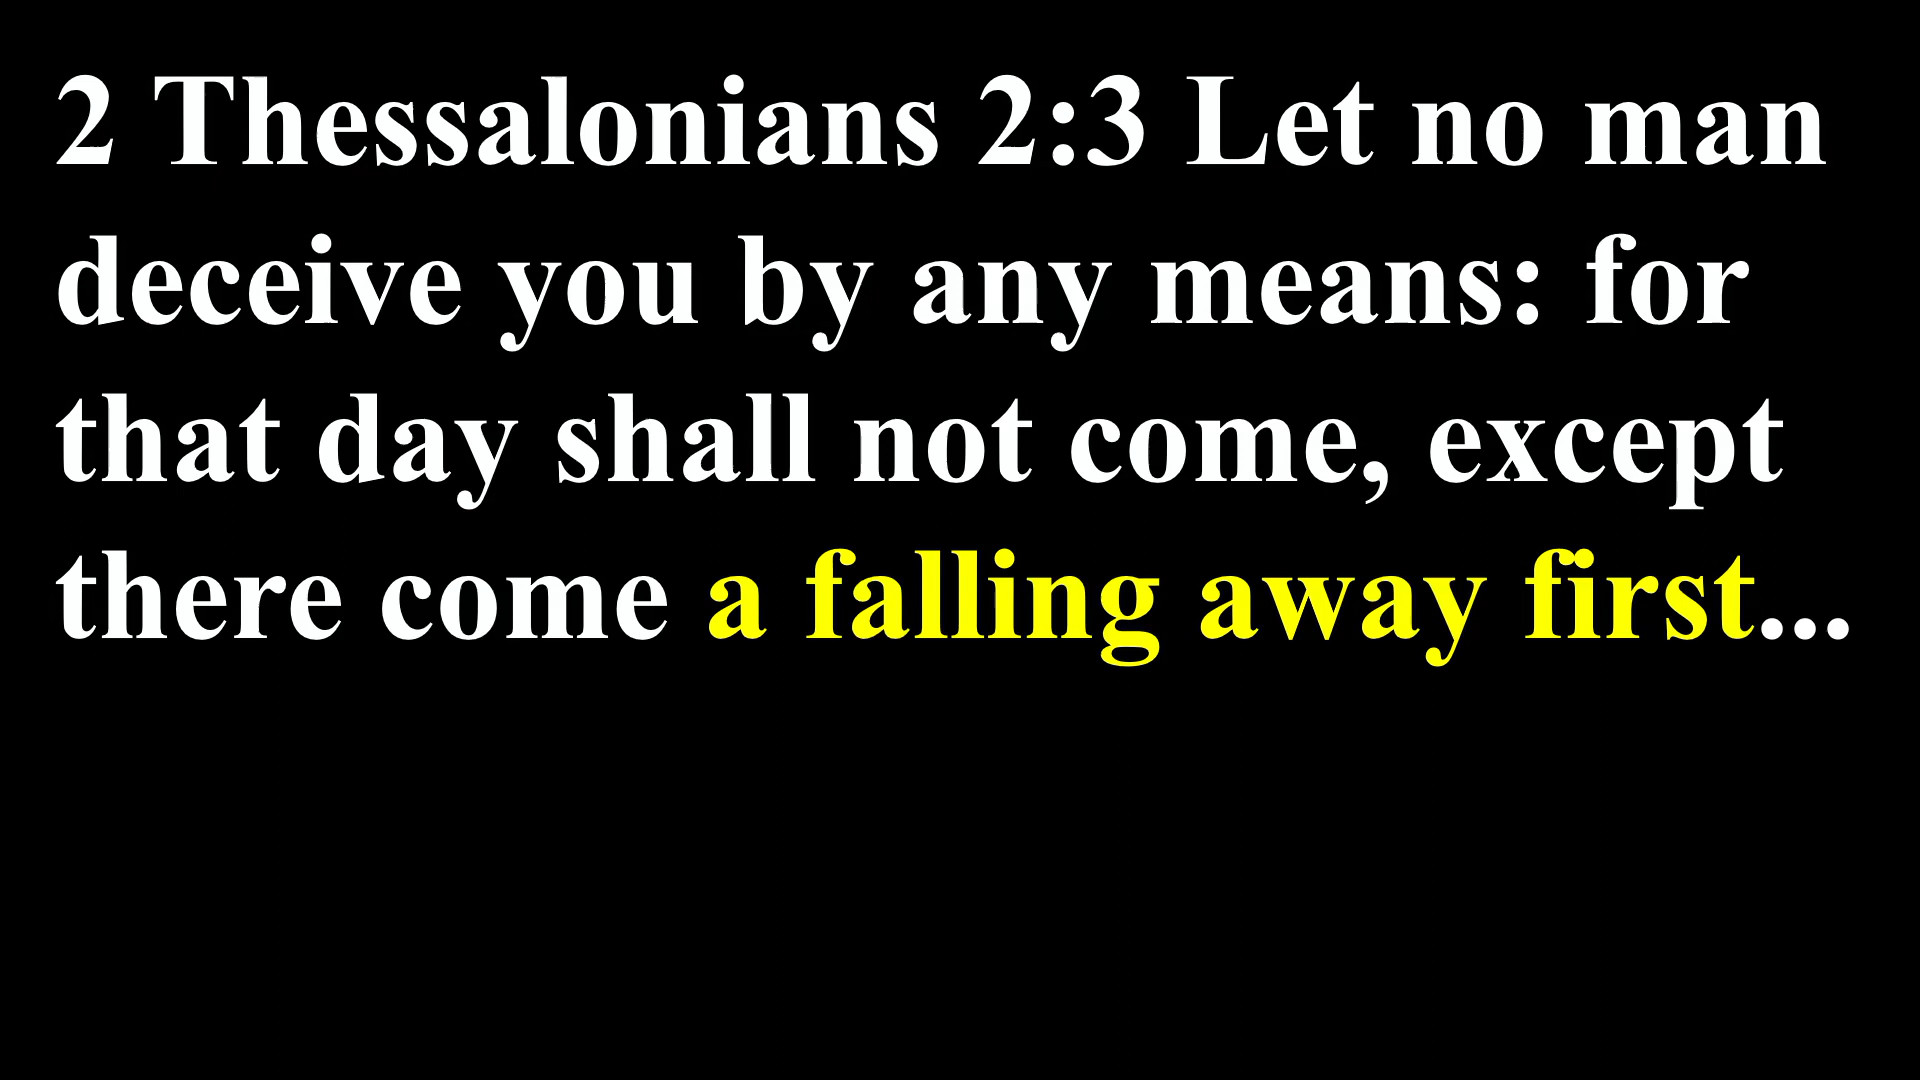 2 Thessalonians 2:3 Let no man
deceive you by any means: for
that day shall not come, except
there come a falling away first...